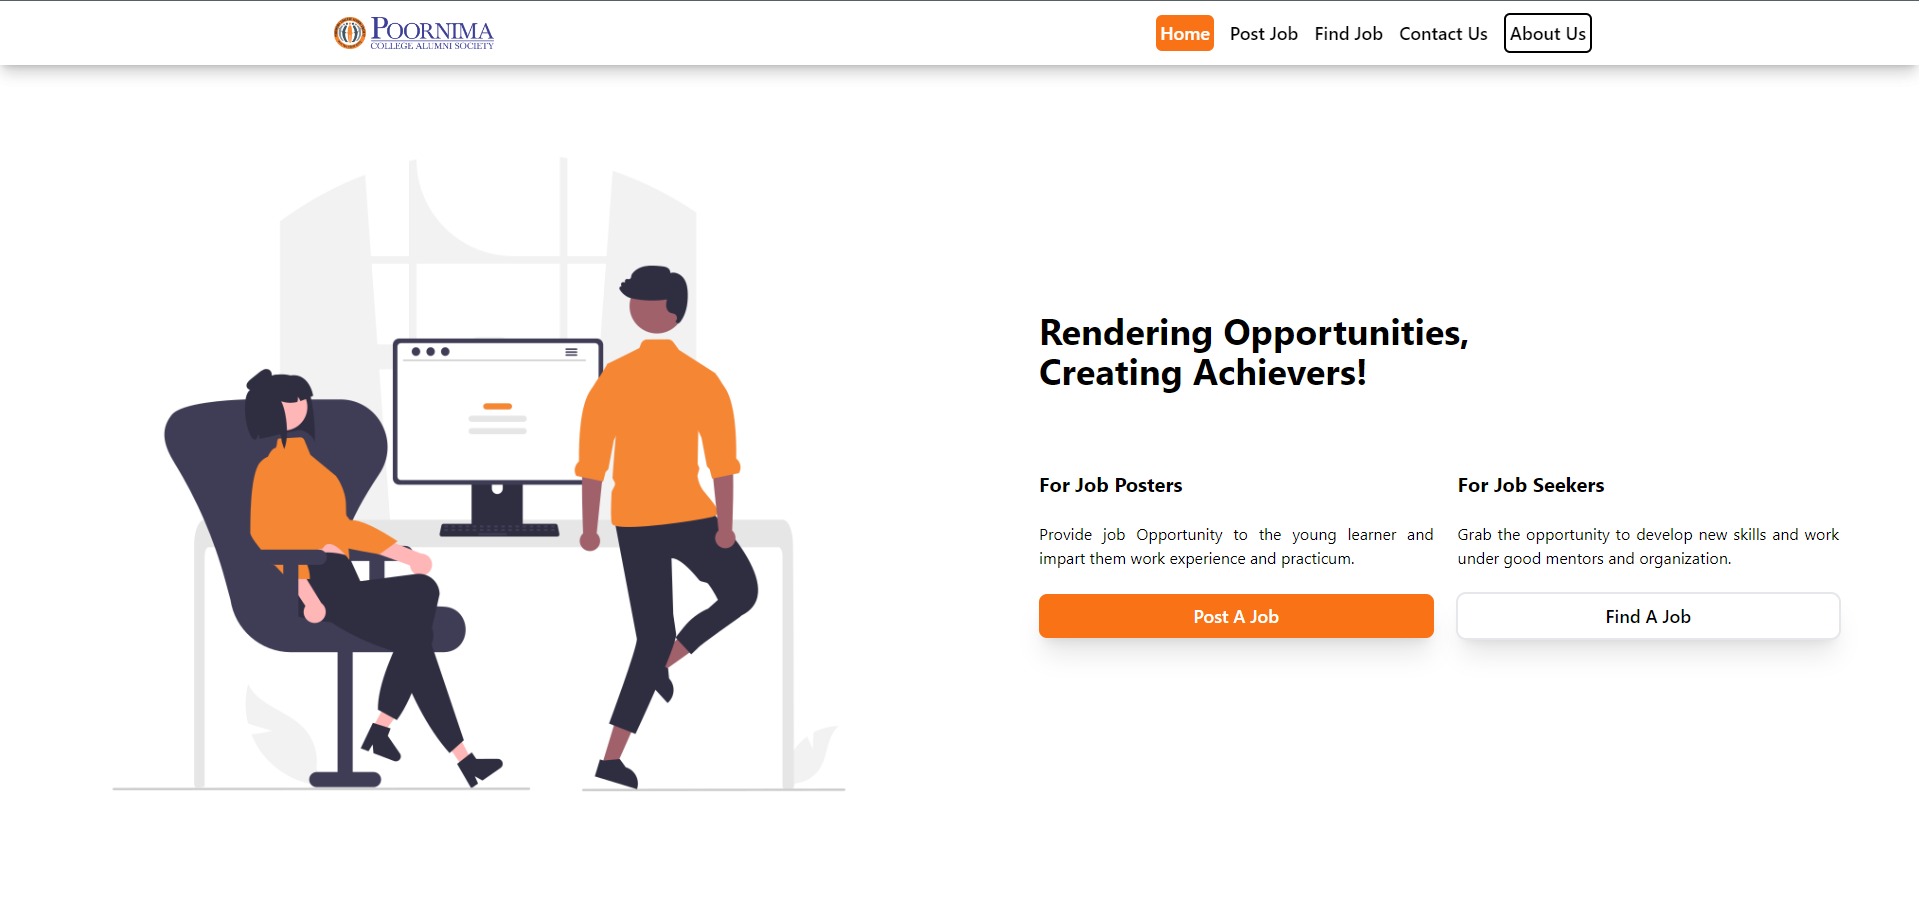 POORNIMA
COLLEGE ALUMNI SOCIETY
Home Post Job Find Job Contact Us About Us
Rendering Opportunities,
Creating Achievers!
For Job Posters
Provide job Opportunity to the young learner and
impart them work experience and practicum.
Post A Job
For Job Seekers
Grab the opportunity to develop new skills and work
under good mentors and organization.
Find A Job